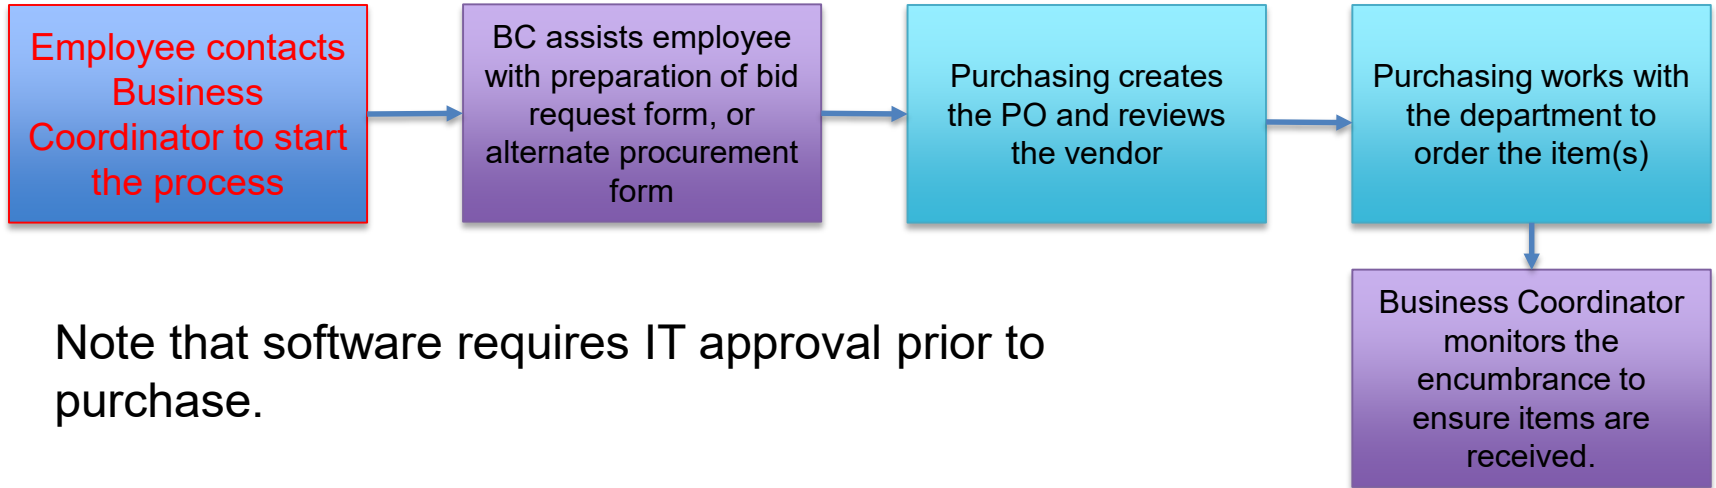 Employee contacts
Business
Coordinator to start
the process
BC assists employee
with preparation of bid
request form, or
alternate procurement
form
Purchasing creates
the PO and reviews
the vendor
Purchasing works with
the department to
order the item(s)
Business Coordinator
monitors the
encumbrance to
ensure items are
received.
Note that software requires IT approval prior to
purchase.